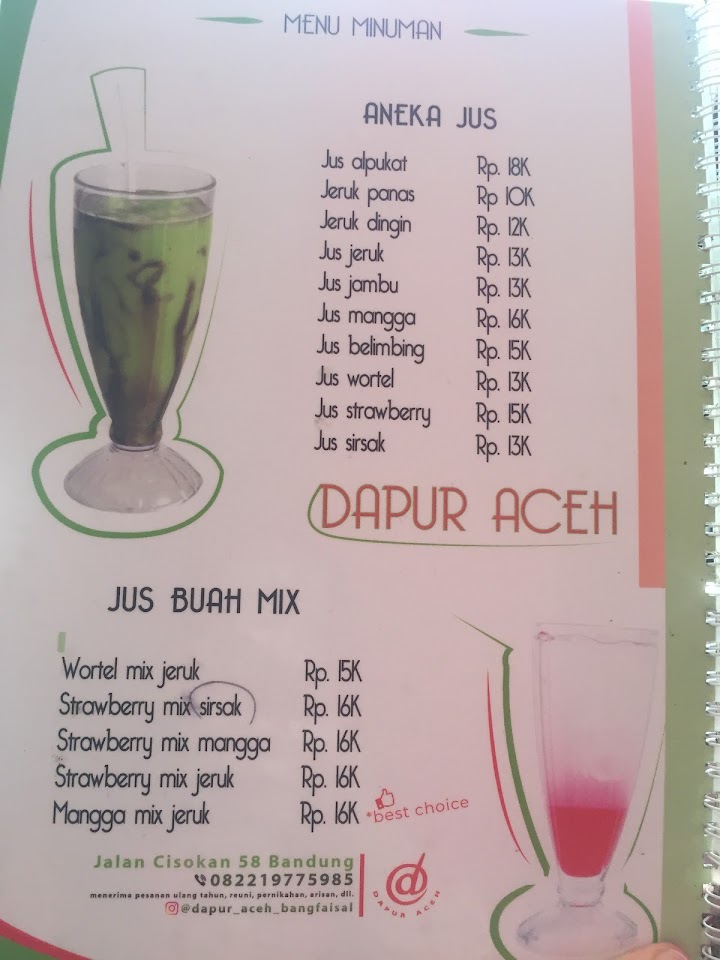 MENU MINUMAN
ANEKA JUS
Jus alpukat Rp. 18K
Jeruk panas Rp 10K
Jeruk dingin Rp. 12K
Jus jeruk Rp. 13K
Jus jambu Rp. 13K
Jus mangga Rp. 16K
Jus belimbing Rp. 15K
Jus wortel Rp. 13K
Jus strawberry Rp. 15K
Jus sirsak Rp. 13K
DAPUR ACEH
JUS BUAH MIX
Wortel mix jeruk Rp. 15K
Strawberry mix sirsak Rp. 16K
Strawberry mix mangga Rp. 16K
Strawberry mix jeruk Rp. 16K
Mangga mix jeruk Rp. 16K *best choice
Jalan Cisokan 58 Bandung
082219775985
menerima pesanan ulang tahun, reuni, pernikahan, arisan, dll.
@dapur_aceh_bangfaisal
DAPUR ACEH